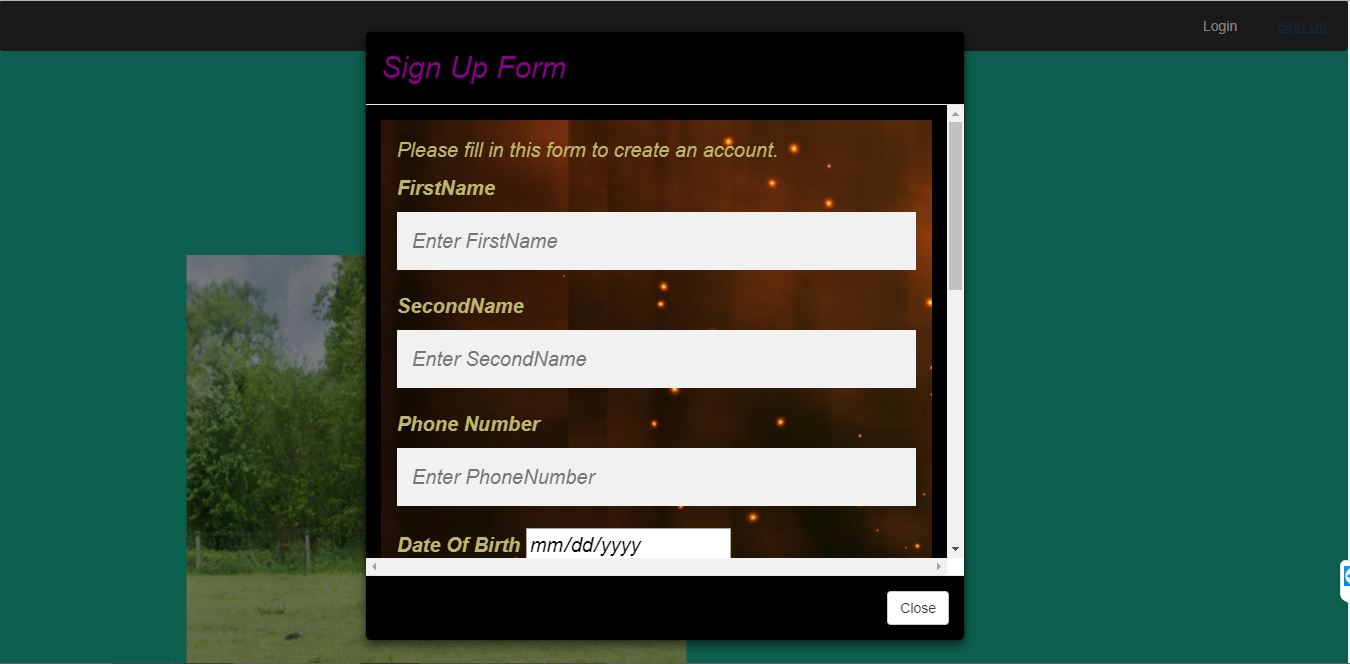 Login Sign Up
Sign Up Form
Please fill in this form to create an account.
FirstName
Enter FirstName
SecondName
Enter SecondName
Phone Number
Enter PhoneNumber
Date Of Birth mm/dd/yyyy
Close